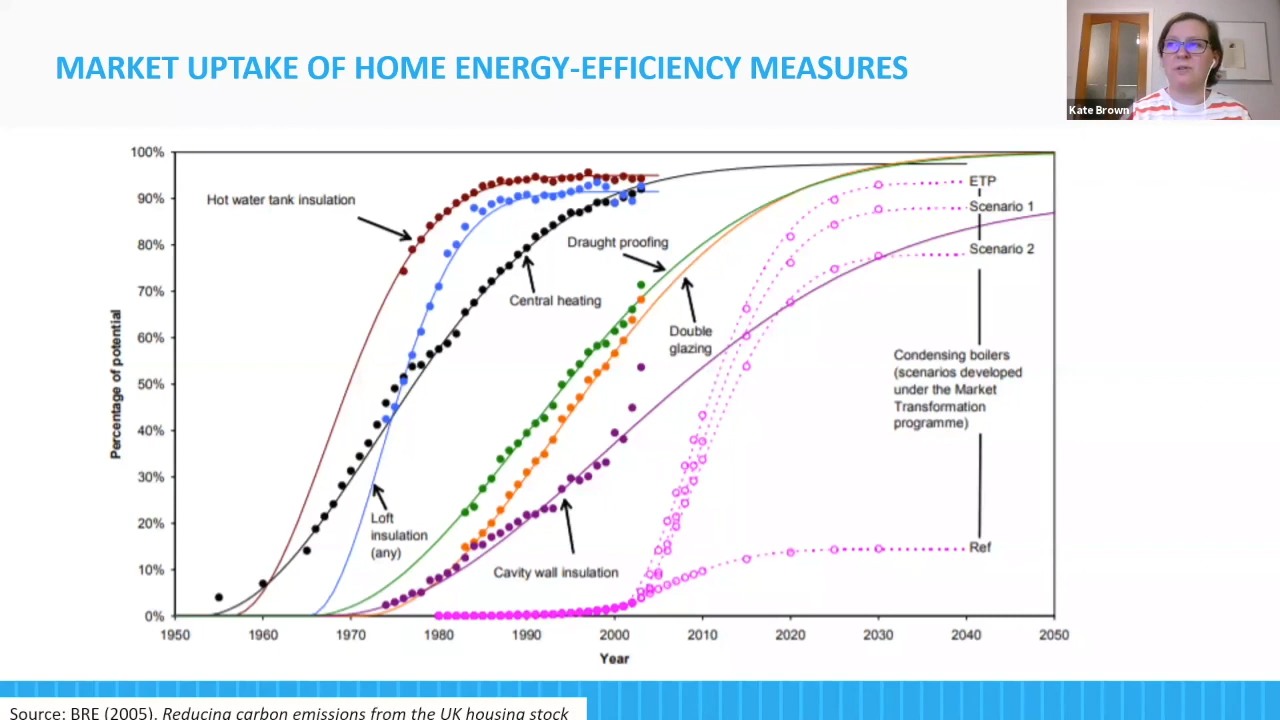 MARKET UPTAKE OF HOME ENERGY-EFFICIENCY MEASURES
Kate Brown
100%
90%
80%
70%
60%
50%
40%
30%
20%
10%
0%
Percentage of potential
Hot water tank insulation
Draught proofing
Central heating
Double
glazing
Loft
insulation
(any)
Cavity wall insulation
ETP
Scenario 1
Scenario 2
Condensing boilers
(scenarios developed
under the Market
Transformation
programme)
Ref
1950 1960 1970 1980 1990 2000 2010 2020 2030 2040 2050
Year
Source: BRE (2005). Reducing carbon emissions from the UK housing stock